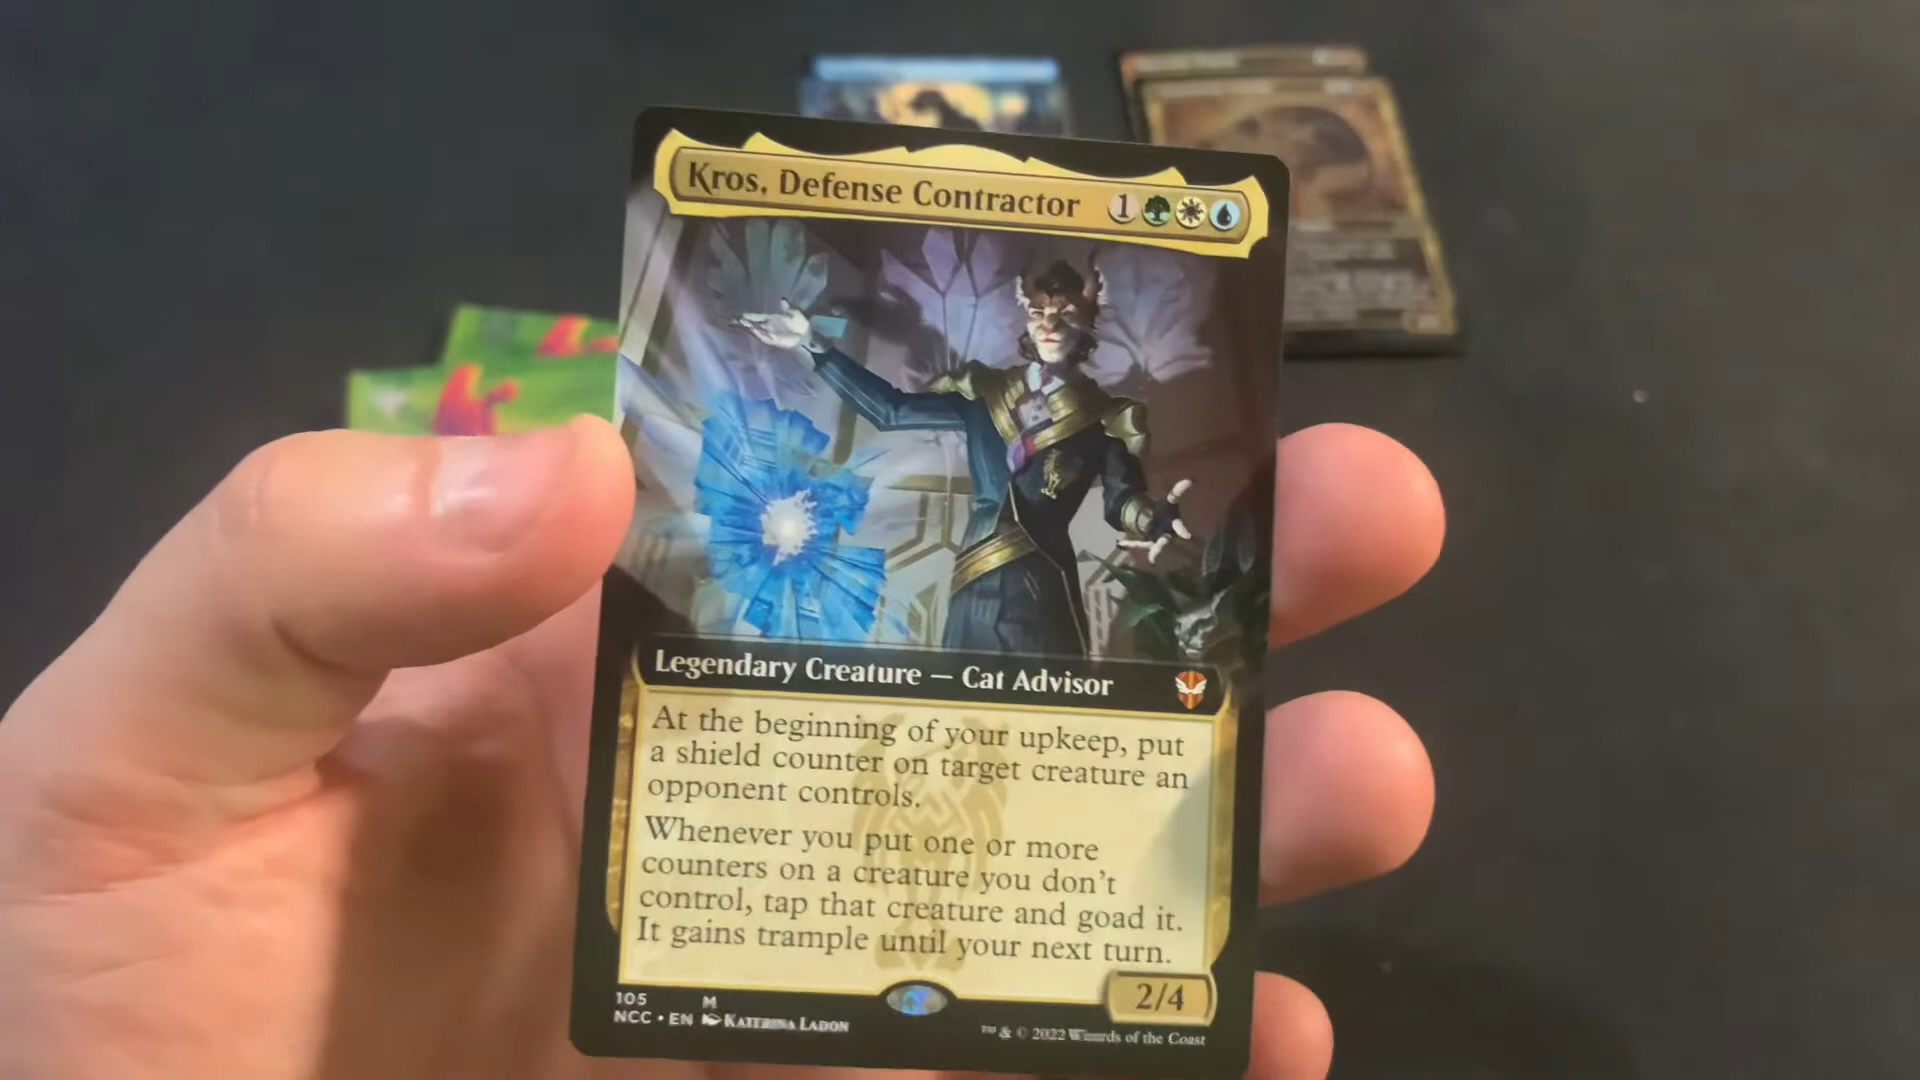 Kros, Defense Contractor 1
Legendary Creature — Cat Advisor
At the beginning of your upkeep, put
a shield counter on target creature an
opponent controls.
Whenever you put one or more
counters on a creature you don't
control, tap that creature and goad it.
It gains trample until your next turn.
2/4
105 M
NCC • EN Katerina Ladon
™ & © 2022 Wizards of the Coast